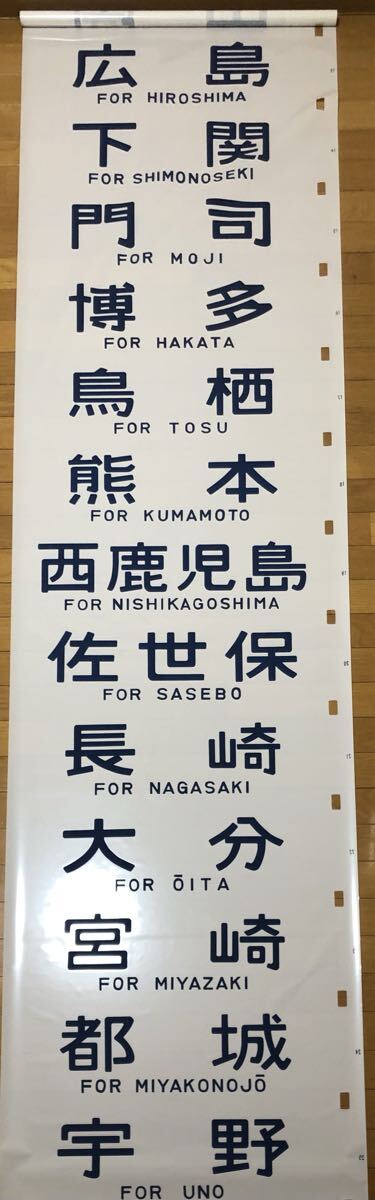 広島
FOR HIROSHIMA
下関
FOR SHIMONOSEKI
門司
FOR MOJI
博多
FOR HAKATA
鳥栖
FOR TOSU
熊本
FOR KUMAMOTO
西鹿児島
FOR NISHIKAGOSHIMA
佐世保
FOR SASEBO
長崎
FOR NAGASAKI
大分
FOR ŌITA
宮崎
FOR MIYAZAKI
都城
FOR MIYAKONOJŌ
宇野
FOR UNO